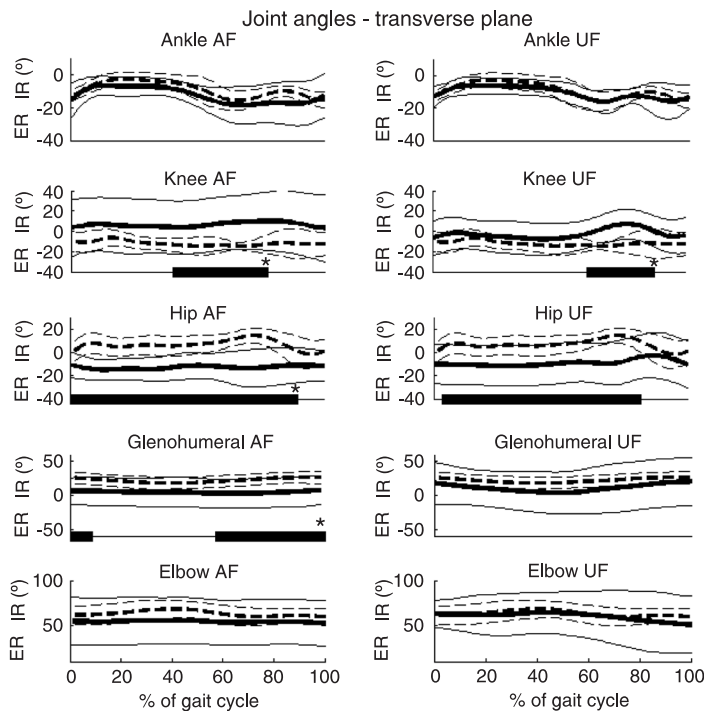 Joint angles - transverse plane
Ankle AF
Ankle UF
ER IR (º)
0
-20
-40
ER IR (º)
0
-20
-40
Knee AF
Knee UF
ER IR (º)
40
20
0
-20
-40
*
ER IR (º)
40
20
0
-20
-40
*
Hip AF
Hip UF
ER IR (º)
20
0
-20
-40
*
ER IR (º)
20
0
-20
-40
Glenohumeral AF
Glenohumeral UF
ER IR (º)
50
0
-50
*
ER IR (º)
50
0
-50
Elbow AF
Elbow UF
ER IR (º)
100
50
ER IR (º)
100
50
0 20 40 60 80 100
0 20 40 60 80 100
% of gait cycle
% of gait cycle